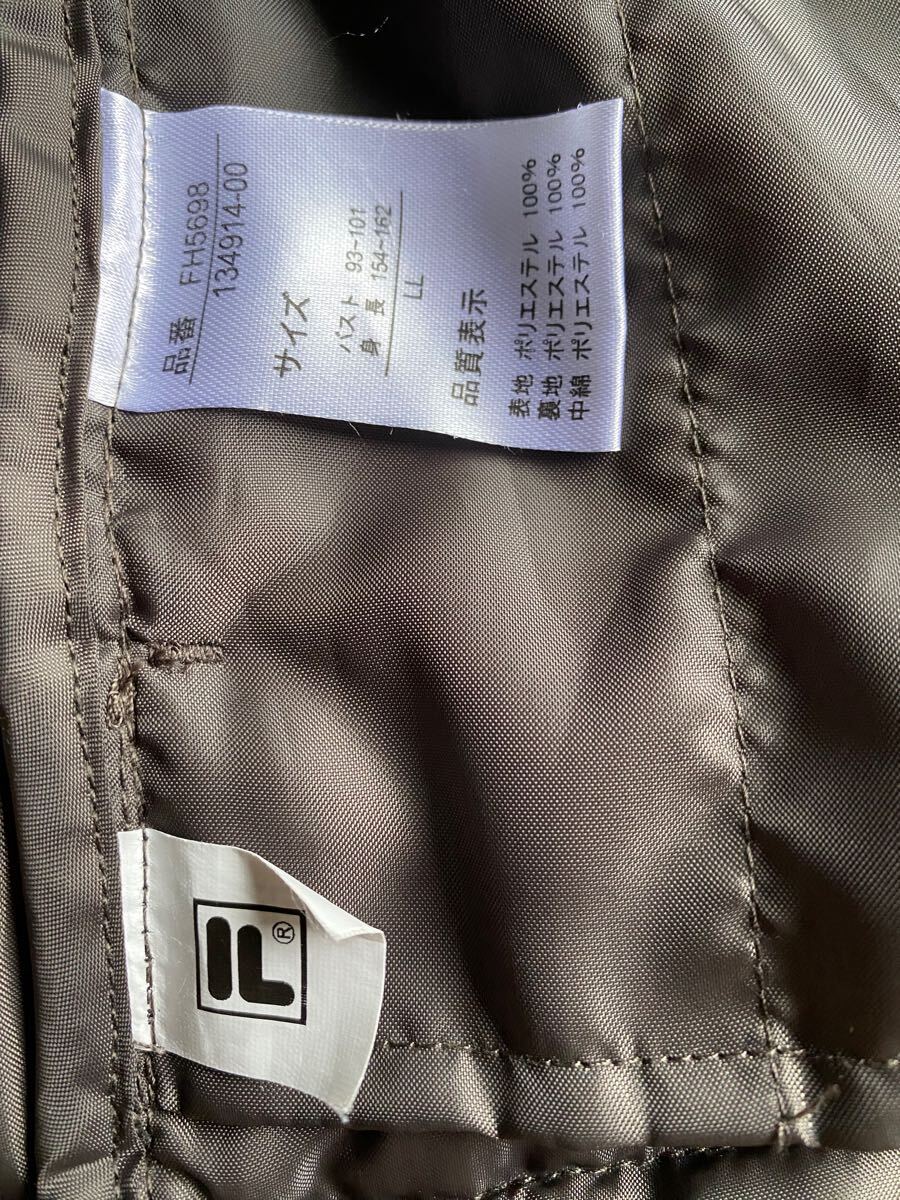 品番 FH5698
134914-00
サイズ
バスト 93~101
身長 154~162
LL
品質表示
表地 ポリエステル 100%
裏地 ポリエステル 100%
中綿 ポリエステル 100%
IL®